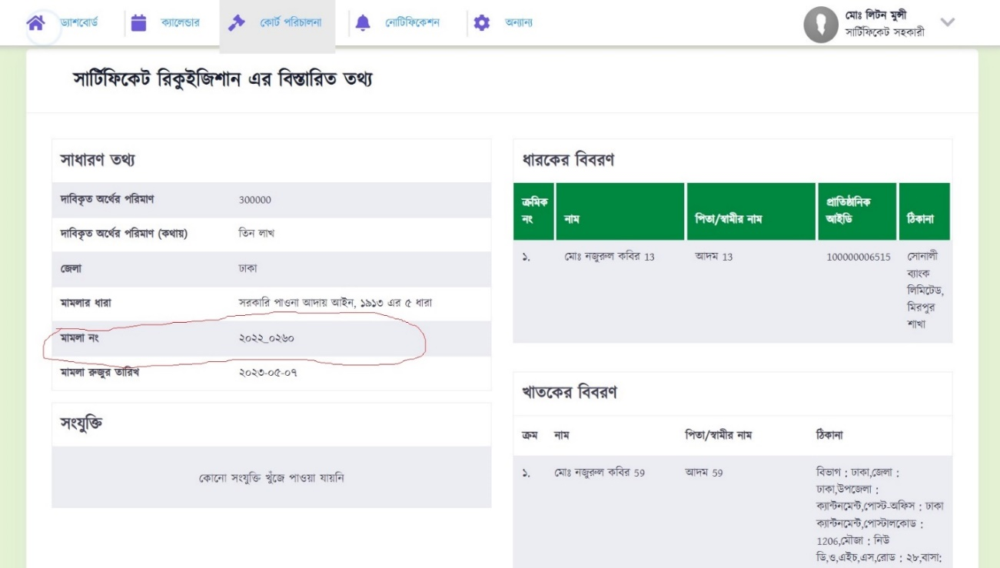 ড্যাশবোর্ড ক্যালেন্ডার কোর্ট পরিচালনা নোটিফিকেশন অন্যান্য
মোঃ লিটন মুন্সী
সার্টিফিকেট সহকারী
সার্টিফিকেট রিকুইজিশান এর বিস্তারিত তথ্য
সাধারণ তথ্য
দাবিকৃত অর্থের পরিমাণ 300000
দাবিকৃত অর্থের পরিমাণ (কথায়) তিন লাখ
জেলা ঢাকা
মামলার ধারা সরকারি পাওনা আদায় আইন, ১৯১৩ এর ৫ ধারা
মামলা নং ২০২২_০২৬০
মামলা রুজুর তারিখ ২০২৩-০৫-০৭
সংযুক্তি
কোনো সংযুক্তি খুঁজে পাওয়া যায়নি
ধারকের বিবরণ
ক্রমিক নং নাম পিতা/স্বামীর নাম প্রাতিষ্ঠানিক আইডি ঠিকানা
১. মোঃ নজুরুল কবির 13 আদম 13 100000006515 সোনালী
ব্যাংক
লিমিটেড,
মিরপুর
শাখা
খাতকের বিবরণ
ক্রম নাম পিতা/স্বামীর নাম ঠিকানা
১. মোঃ নজুরুল কবির 59 আদম 59 বিভাগ : ঢাকা,জেলা :
ঢাকা,উপজেলা :
ক্যান্টনমেন্ট,পোস্ট-অফিস : ঢাকা
ক্যান্টনমেন্ট,পোস্টালকোড :
1206,মৌজা : নিউ
ডি,ও,এইচ,এস,রোড : ২৮,বাসা: